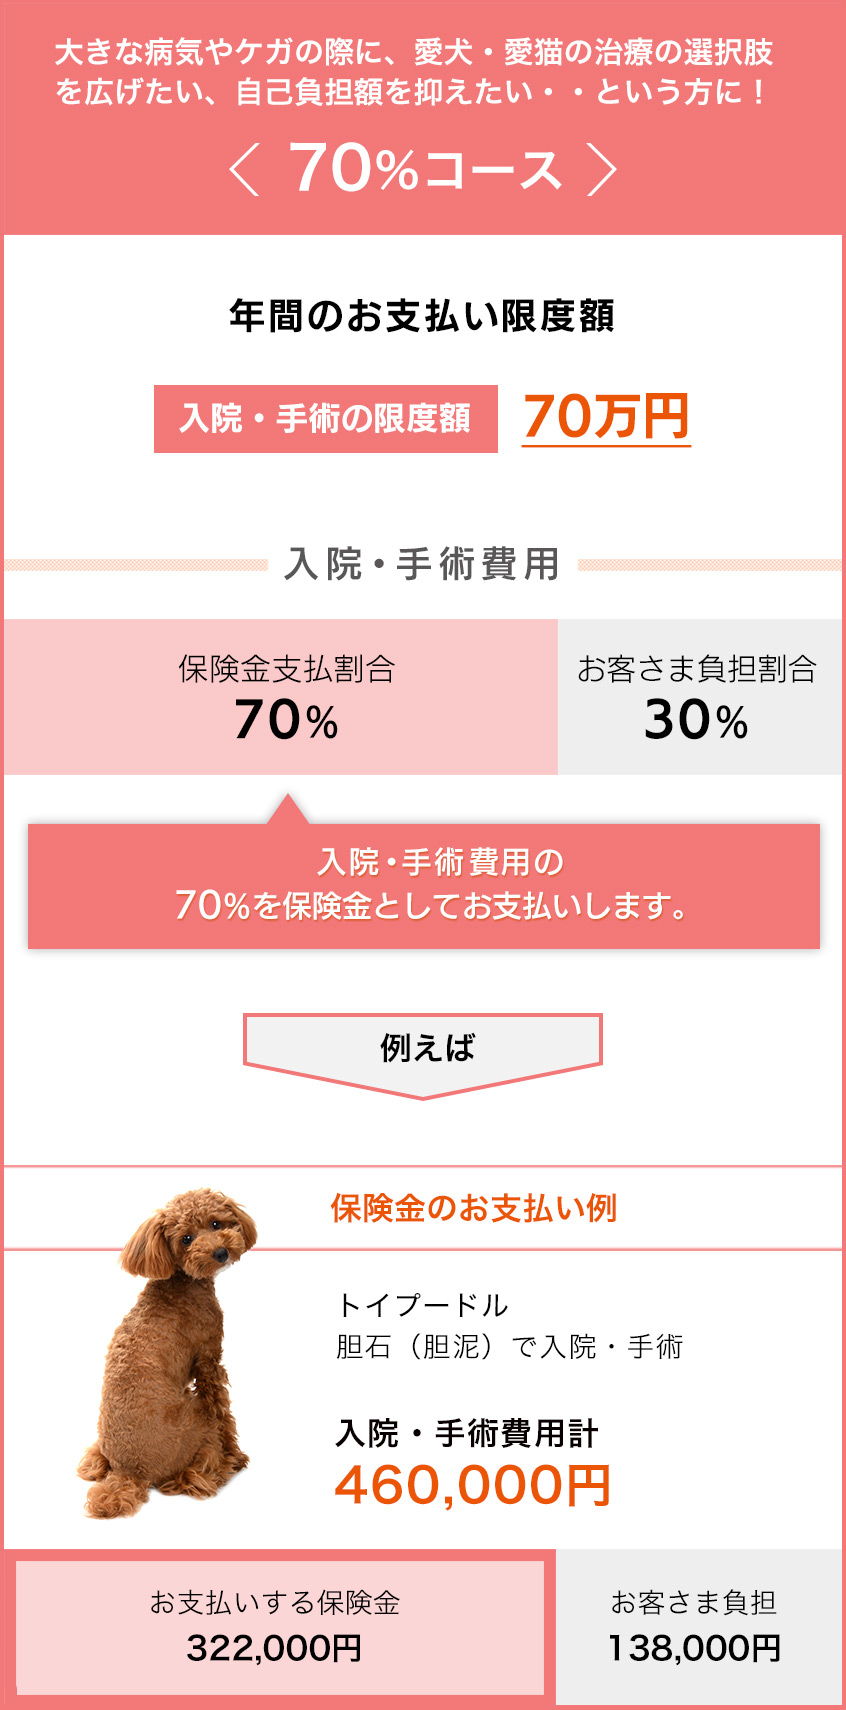 大きな病気やケガの際に、愛犬・愛猫の治療の選択肢
を広げたい、自己負担額を抑えたい・・という方に！
〈 70%コース 〉
年間のお支払い限度額
入院・手術の限度額 70万円
入院・手術費用
保険金支払割合
70%
お客さま負担割合
30%
入院・手術費用の
70%を保険金としてお支払いします。
例えば
保険金のお支払い例
トイプードル
胆石（胆泥）で入院・手術
入院・手術費用計
460,000円
お支払いする保険金
322,000円
お客さま負担
138,000円